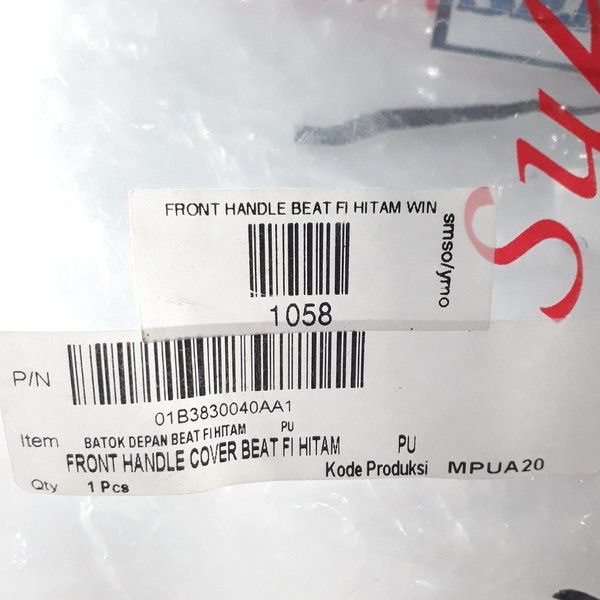 FRONT HANDLE BEAT FI HITAM WIN
smso/ymo
1058
P/N
01B3830040AA1
Item BATOK DEPAN BEAT FI HITAM PU
FRONT HANDLE COVER BEAT FI HITAM PU
Kode Produksi MPUA20
Qty 1 Pcs